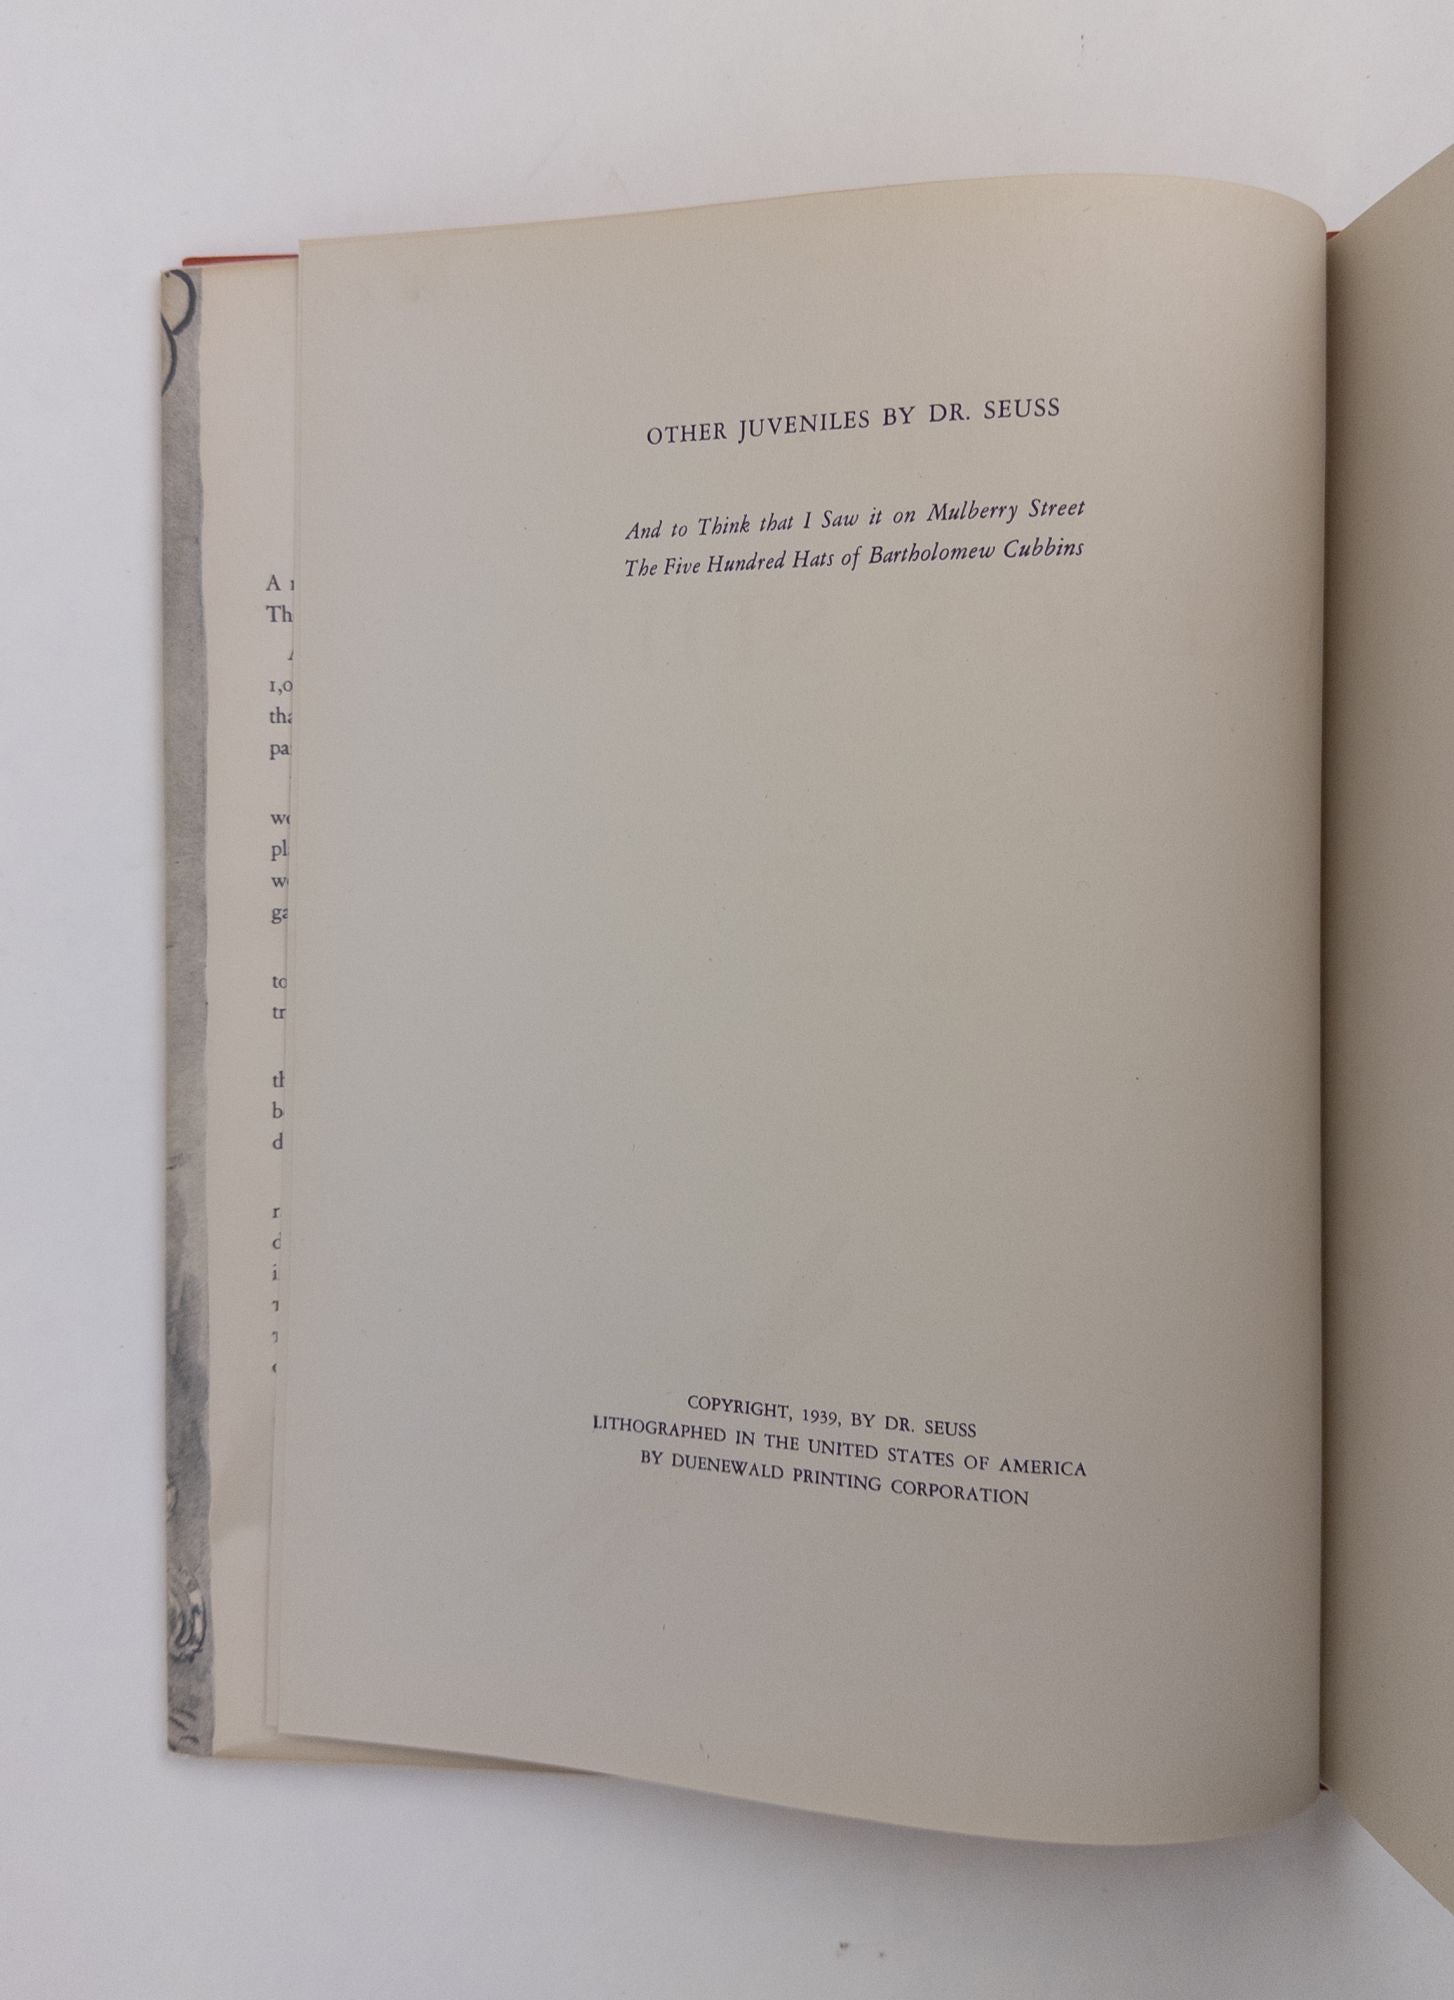 OTHER JUVENILES BY DR. SEUSS
And to Think that I Saw it on Mulberry Street
The Five Hundred Hats of Bartholomew Cubbins
COPYRIGHT, 1939, BY DR. SEUSS
LITHOGRAPHED IN THE UNITED STATES OF AMERICA
BY DUENEWALD PRINTING CORPORATION